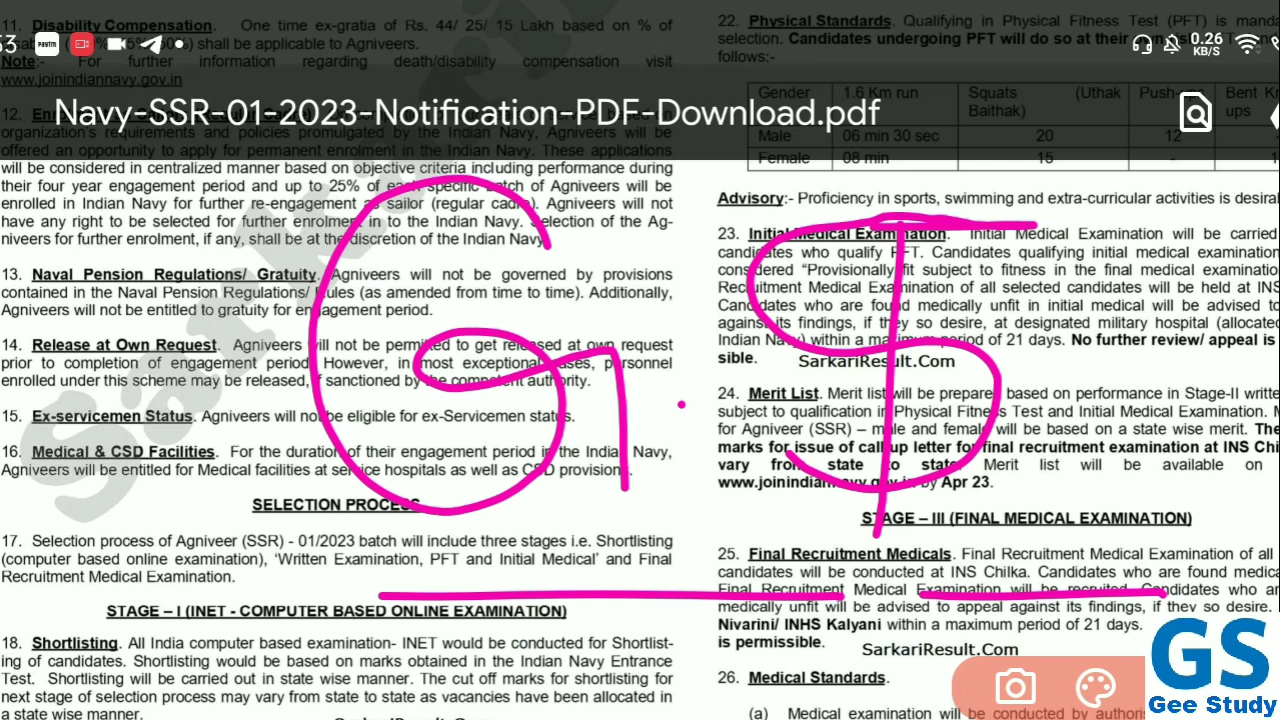 53 paytm 0.26 KB/S
Navy-SSR-01-2023-Notification-PDF-Download.pdf
11. Disability Compensation. One time ex-gratia of Rs. 44/ 25/ 15 Lakh based on % of
shall be applicable to Agniveers.
Note:- For further information regarding death/disability compensation visit
www.joinindiannavy.gov.in
organization's requirements and policies promulgated by the Indian Navy, Agniveers will be
offered an opportunity to apply for permanent enrolment in the Indian Navy. These applications
will be considered in centralized manner based on objective criteria including performance during
their four year engagement period and up to 25% of each specific batch of Agniveers will be
enrolled in Indian Navy for further re-engagement as sailor (regular cadre). Agniveers will not
have any right to be selected for further enrolment in to the Indian Navy. Selection of the Ag-
niveers for further enrolment, if any, shall be at the discretion of the Indian Navy.
13. Naval Pension Regulations/ Gratuity. Agniveers will not be governed by provisions
contained in the Naval Pension Regulations/ Rules (as amended from time to time). Additionally,
Agniveers will not be entitled to gratuity for engagement period.
14. Release at Own Request. Agniveers will not be permitted to get released at own request
prior to completion of engagement period. However, in most exceptional cases, personnel
enrolled under this scheme may be released, if sanctioned by the competent authority.
15. Ex-servicemen Status. Agniveers will not be eligible for ex-Servicemen status.
16. Medical & CSD Facilities. For the duration of their engagement period in the Indian Navy,
Agniveers will be entitled for Medical facilities at service hospitals as well as CSD provisions.
SELECTION PROCESS
17. Selection process of Agniveer (SSR) - 01/2023 batch will include three stages i.e. Shortlisting
(computer based online examination), 'Written Examination, PFT and Initial Medical' and Final
Recruitment Medical Examination.
STAGE – I (INET - COMPUTER BASED ONLINE EXAMINATION)
18. Shortlisting. All India computer based examination- INET would be conducted for Shortlist-
ing of candidates. Shortlisting would be based on marks obtained in the Indian Navy Entrance
Test. Shortlisting will be carried out in state wise manner. The cut off marks for shortlisting for
next stage of selection process may vary from state to state as vacancies have been allocated in
a state wise manner.
SarkariResult.Com
22. Physical Standards. Qualifying in Physical Fitness Test (PFT) is
selection. Candidates undergoing PFT will do so at their
follows:-
Gender 1.6 Km run Squats (Uthak Baithak) Bent
ups
Male 06 min 30 sec 20 12
Female 08 min 15 -
Advisory:- Proficiency in sports, swimming and extra-curricular activities is
23. Initial Medical Examination. Initial Medical Examination will be carried
candidates who qualify PFT. Candidates qualifying initial medical
considered "Provisionally fit subject to fitness in the final medical
Recruitment Medical Examination of all selected candidates will be held at INS
Candidates who are found medically unfit in initial medical will be advised to
against its findings, if they so desire, at designated military hospital
Indian Navy) within a maximum period of 21 days. No further review/ appeal is
sible. SarkariResult.Com
24. Merit List. Merit list will be prepared based on performance in Stage-II
subject to qualification in Physical Fitness Test and Initial Medical Examination.
for Agniveer (SSR) – male and female will be based on a state wise merit. The
marks for issue of call up letter for final recruitment examination at INS
vary from state to state. Merit list will be available on
www.joinindiannavy.gov.in by Apr 23.
STAGE – III (FINAL MEDICAL EXAMINATION)
25. Final Recruitment Medicals. Final Recruitment Medical Examination of all
candidates will be conducted at INS Chilka. Candidates who are found
Final Recruitment Medical Examination will be recruited. Candidates who
medically unfit will be advised to appeal against its findings, if they so desire.
Nivarini/ INHS Kalyani within a maximum period of 21 days.
is permissible. SarkariResult.Com
26. Medical Standards.
(a) Medical examination will be conducted by
GS
Gee Study